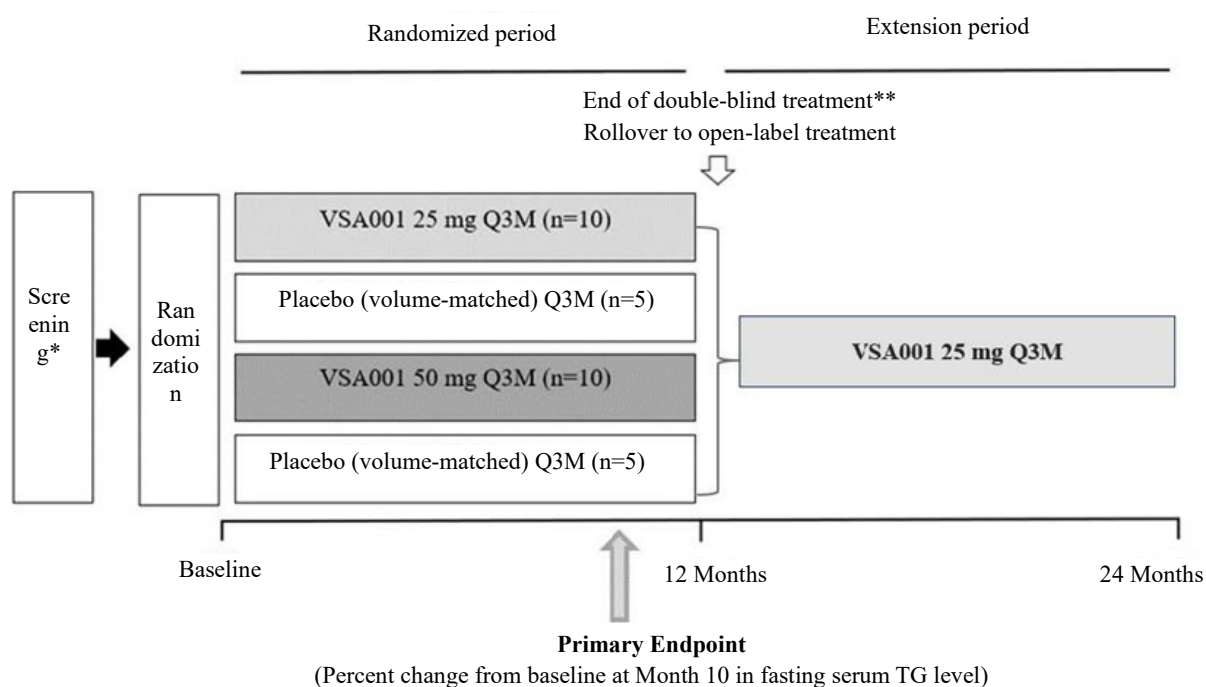 Randomized period
Extension period
End of double-blind treatment**
Rollover to open-label treatment
Scre
enin
g*
Ran
domi
zatio
n
VSA001 25 mg Q3M (n=10)
Placebo (volume-matched) Q3M (n=5)
VSA001 50 mg Q3M (n=10)
Placebo (volume-matched) Q3M (n=5)
VSA001 25 mg Q3M
Baseline
12 Months
24 Months
Primary Endpoint
(Percent change from baseline at Month 10 in fasting serum TG level)